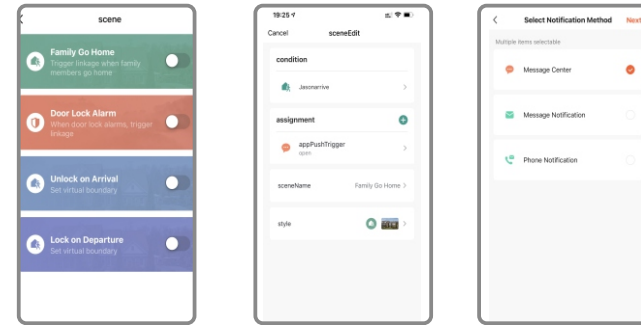 scene
Family Go Home
Trigger linkage when family
members go home
Door Lock Alarm
When door lock alarms, trigger
linkage
Unlock on Arrival
Set virtual boundary
Lock on Departure
Set virtual boundary
19:25
Cancel sceneEdit
condition
Jasonarrive
assignment
appPushTrigger
open
sceneName Family Go Home >
style
Select Notification Method Next
Multiple items selectable
Message Center
Message Notification
Phone Notification